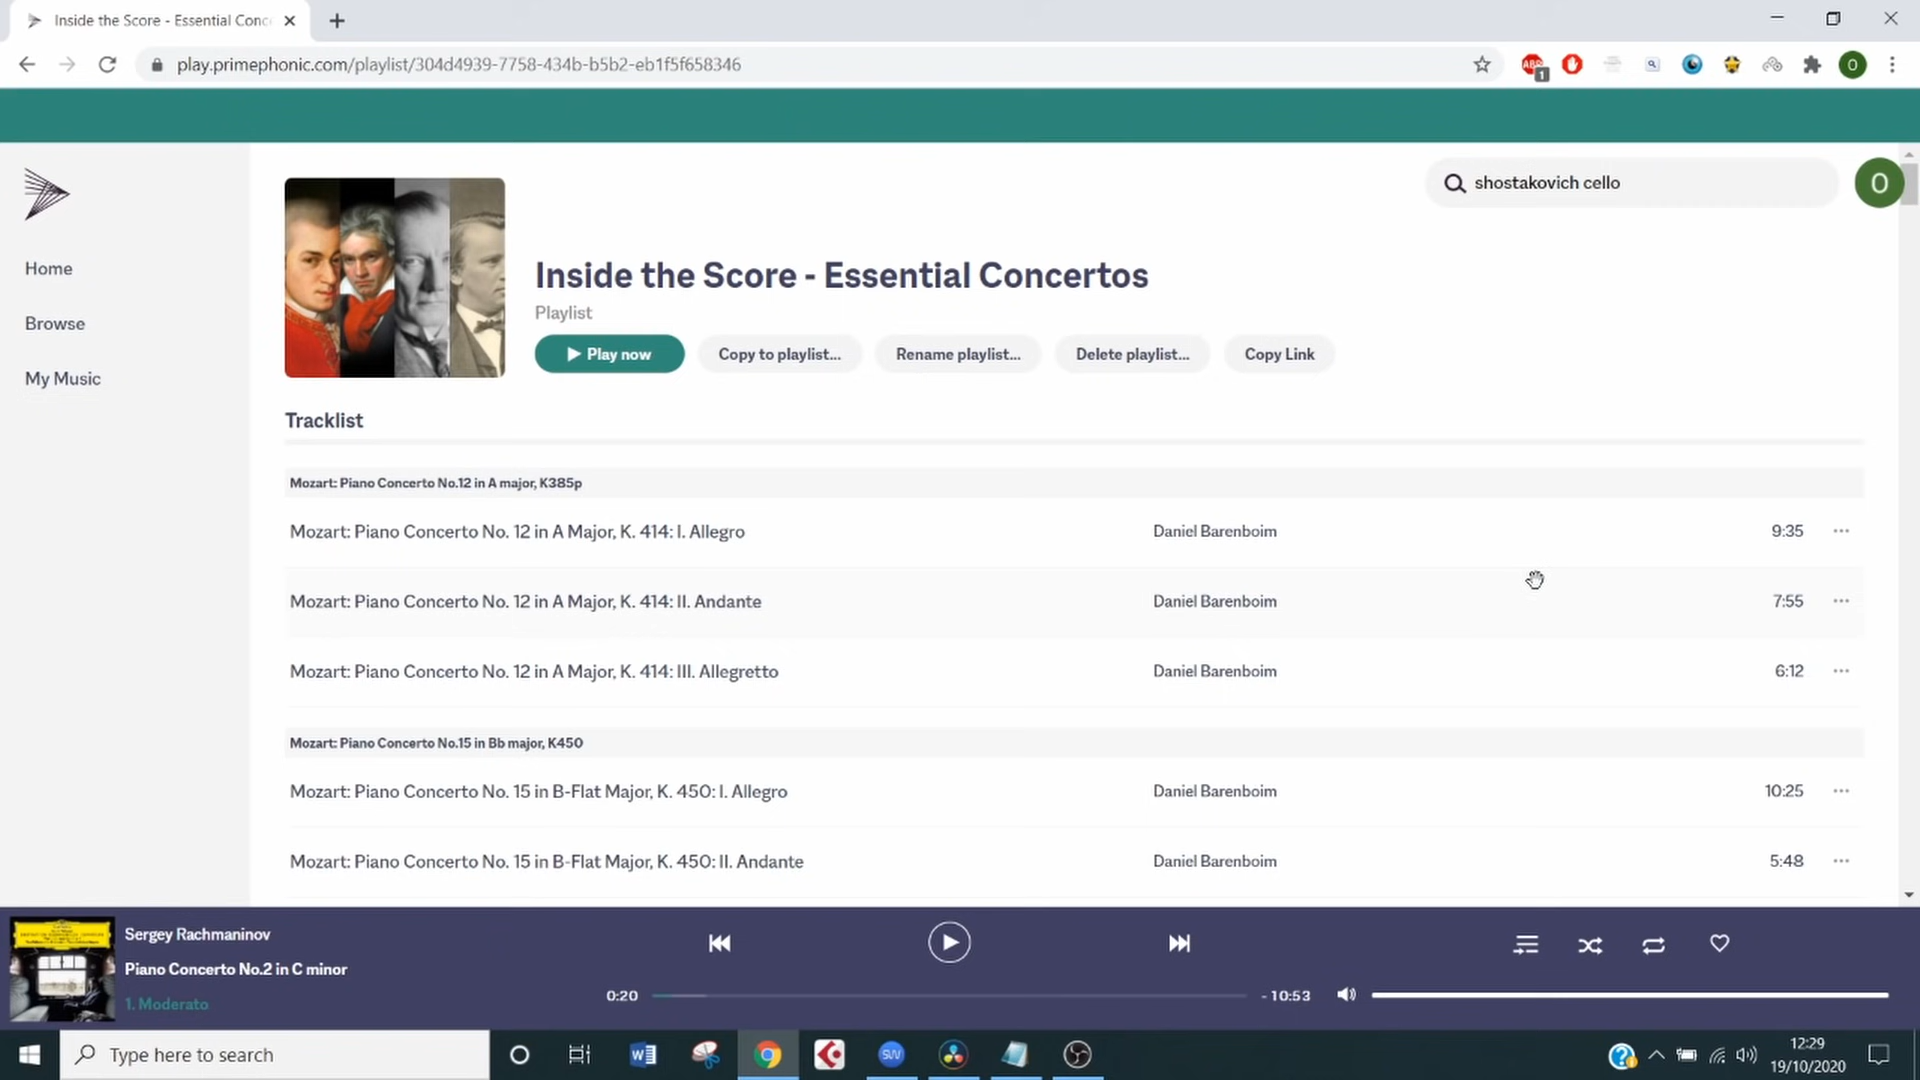 Inside the Score - Essential Conc
play.primephonic.com/playlist/304d4939-7758-434b-b5b2-eb1f5f658346
ABP
1
O
shostakovich cello
O
Home
Browse
My Music
Inside the Score - Essential Concertos
Playlist
Play now
Copy to playlist...
Rename playlist...
Delete playlist...
Copy Link
Tracklist
Mozart: Piano Concerto No.12 in A major, K385p
Mozart: Piano Concerto No. 12 in A Major, K. 414: I. Allegro Daniel Barenboim 9:35
Mozart: Piano Concerto No. 12 in A Major, K. 414: II. Andante Daniel Barenboim 7:55
Mozart: Piano Concerto No. 12 in A Major, K. 414: III. Allegretto Daniel Barenboim 6:12
Mozart: Piano Concerto No.15 in Bb major, K450
Mozart: Piano Concerto No. 15 in B-Flat Major, K. 450: I. Allegro Daniel Barenboim 10:25
Mozart: Piano Concerto No. 15 in B-Flat Major, K. 450: II. Andante Daniel Barenboim 5:48
Sergey Rachmaninov
Piano Concerto No.2 in C minor
1. Moderato
0:20
- 10:53
Type here to search
12:29
19/10/2020